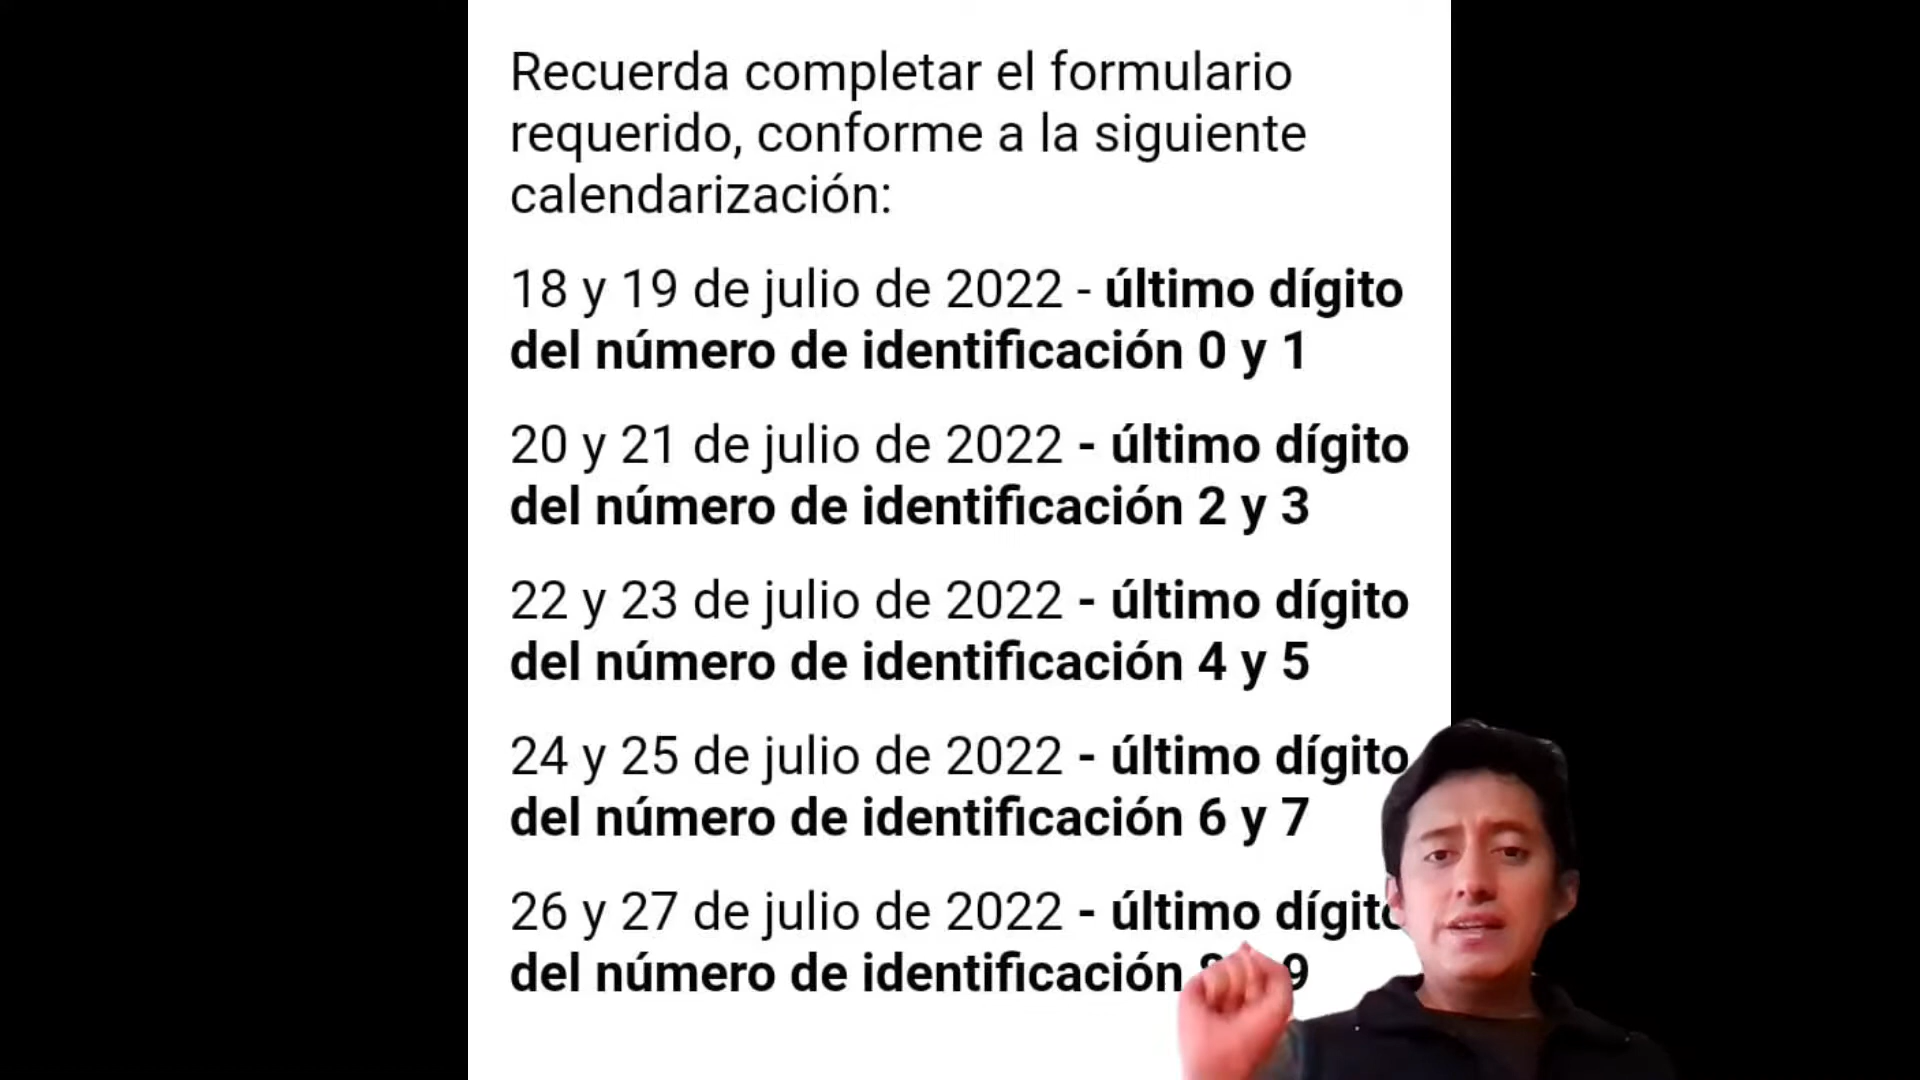 Recuerda completar el formulario
requerido, conforme a la siguiente
calendarización:
18 y 19 de julio de 2022 - último dígito
del número de identificación 0 y 1
20 y 21 de julio de 2022 - último dígito
del número de identificación 2 y 3
22 y 23 de julio de 2022 - último dígito
del número de identificación 4 y 5
24 y 25 de julio de 2022 - último dígito
del número de identificación 6 y 7
26 y 27 de julio de 2022 - último dígito
del número de identificación 9